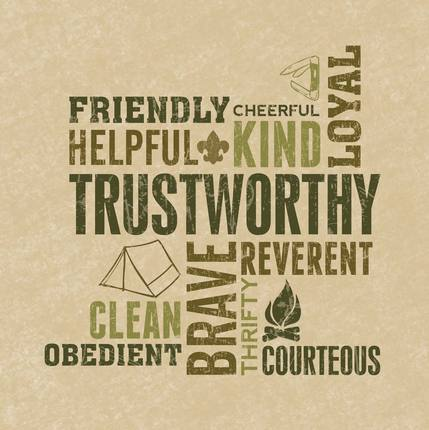 LOYAL
FRIENDLY CHEERFUL
HELPFUL KIND
TRUSTWORTHY
BRAVE REVERENT
CLEAN THRIFTY
OBEDIENT COURTEOUS